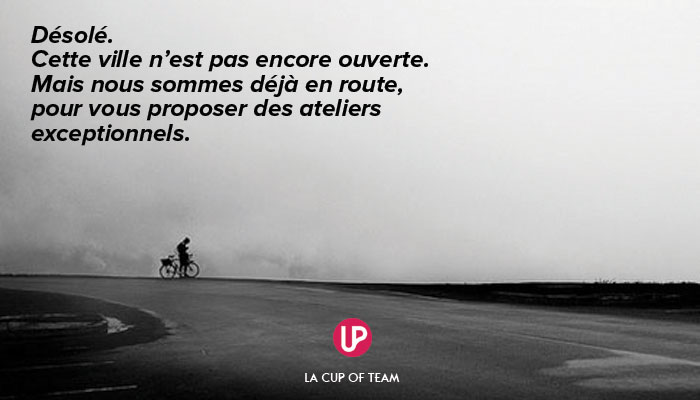 Désolé.
Cette ville n’est pas encore ouverte.
Mais nous sommes déjà en route,
pour vous proposer des ateliers
exceptionnels.
UP
LA CUP OF TEAM